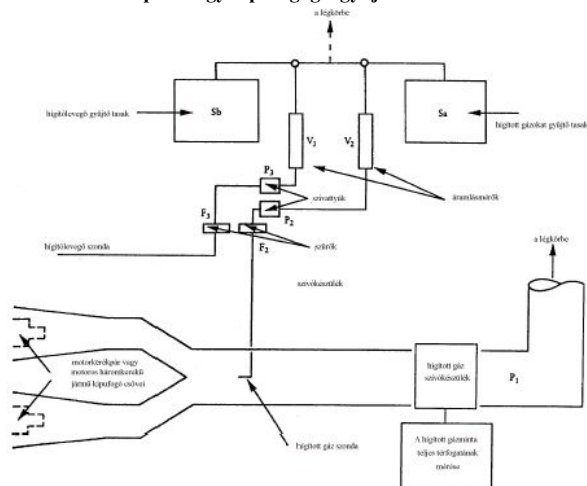 a légkörbe
Sb
Sa
hígítólevegő gyűjtő tasak
hígított gázokat gyűjtő tasak
V₃
V₂
P₃
szivattyúk
áramlásmérők
P₂
F₃
F₂
szűrők
hígítólevegő szonda
szívókészülék
a légkörbe
motorkerékpár vagy
motoros háromkerekű
jármű kipufogó csövei
hígított gáz
szívókészülék
P₁
hígított gáz szonda
A hígított gázminta
teljes térfogatának
mérése